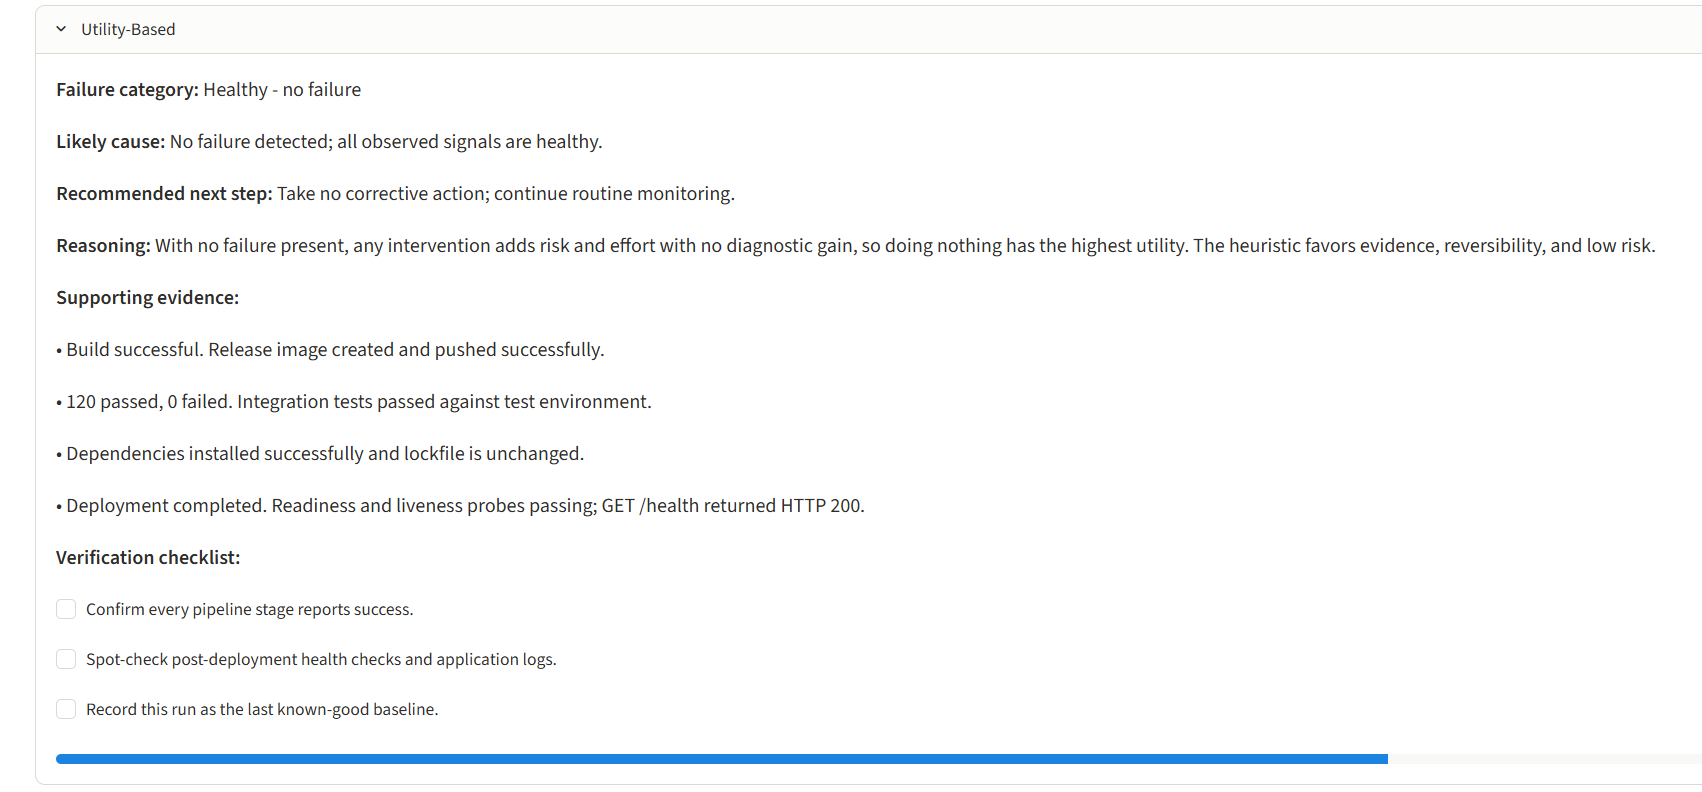 Utility-Based
Failure category: Healthy - no failure
Likely cause: No failure detected; all observed signals are healthy.
Recommended next step: Take no corrective action; continue routine monitoring.
Reasoning: With no failure present, any intervention adds risk and effort with no diagnostic gain, so doing nothing has the highest utility. The heuristic favors evidence, reversibility, and low risk.
Supporting evidence:
• Build successful. Release image created and pushed successfully.
• 120 passed, 0 failed. Integration tests passed against test environment.
• Dependencies installed successfully and lockfile is unchanged.
• Deployment completed. Readiness and liveness probes passing; GET /health returned HTTP 200.
Verification checklist:
Confirm every pipeline stage reports success.
Spot-check post-deployment health checks and application logs.
Record this run as the last known-good baseline.